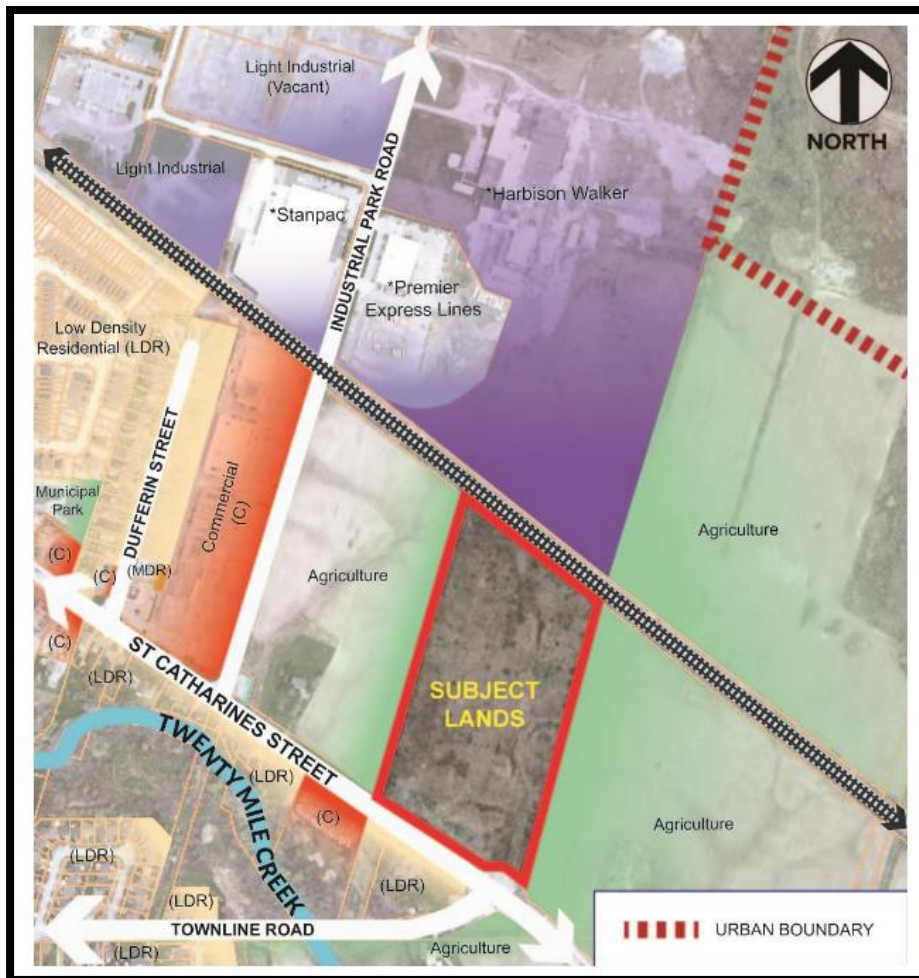 Light Industrial
(Vacant)
NORTH
Light Industrial
*Stanpac
*Harbison Walker
INDUSTRIAL PARK ROAD
*Premier
Express Lines
Low Density
Residential (LDR)
DUFFERIN STREET
Commercial
(C)
Municipal
Park
(C)
(C)
(MDR)
Agriculture
Agriculture
(C)
(LDR)
ST CATHARINES STREET
SUBJECT
LANDS
TWENTY MILE CREEK
(LDR)
(C)
Agriculture
(LDR)
(LDR)
(LDR)
TOWNLINE ROAD
(LDR)
Agriculture
URBAN BOUNDARY